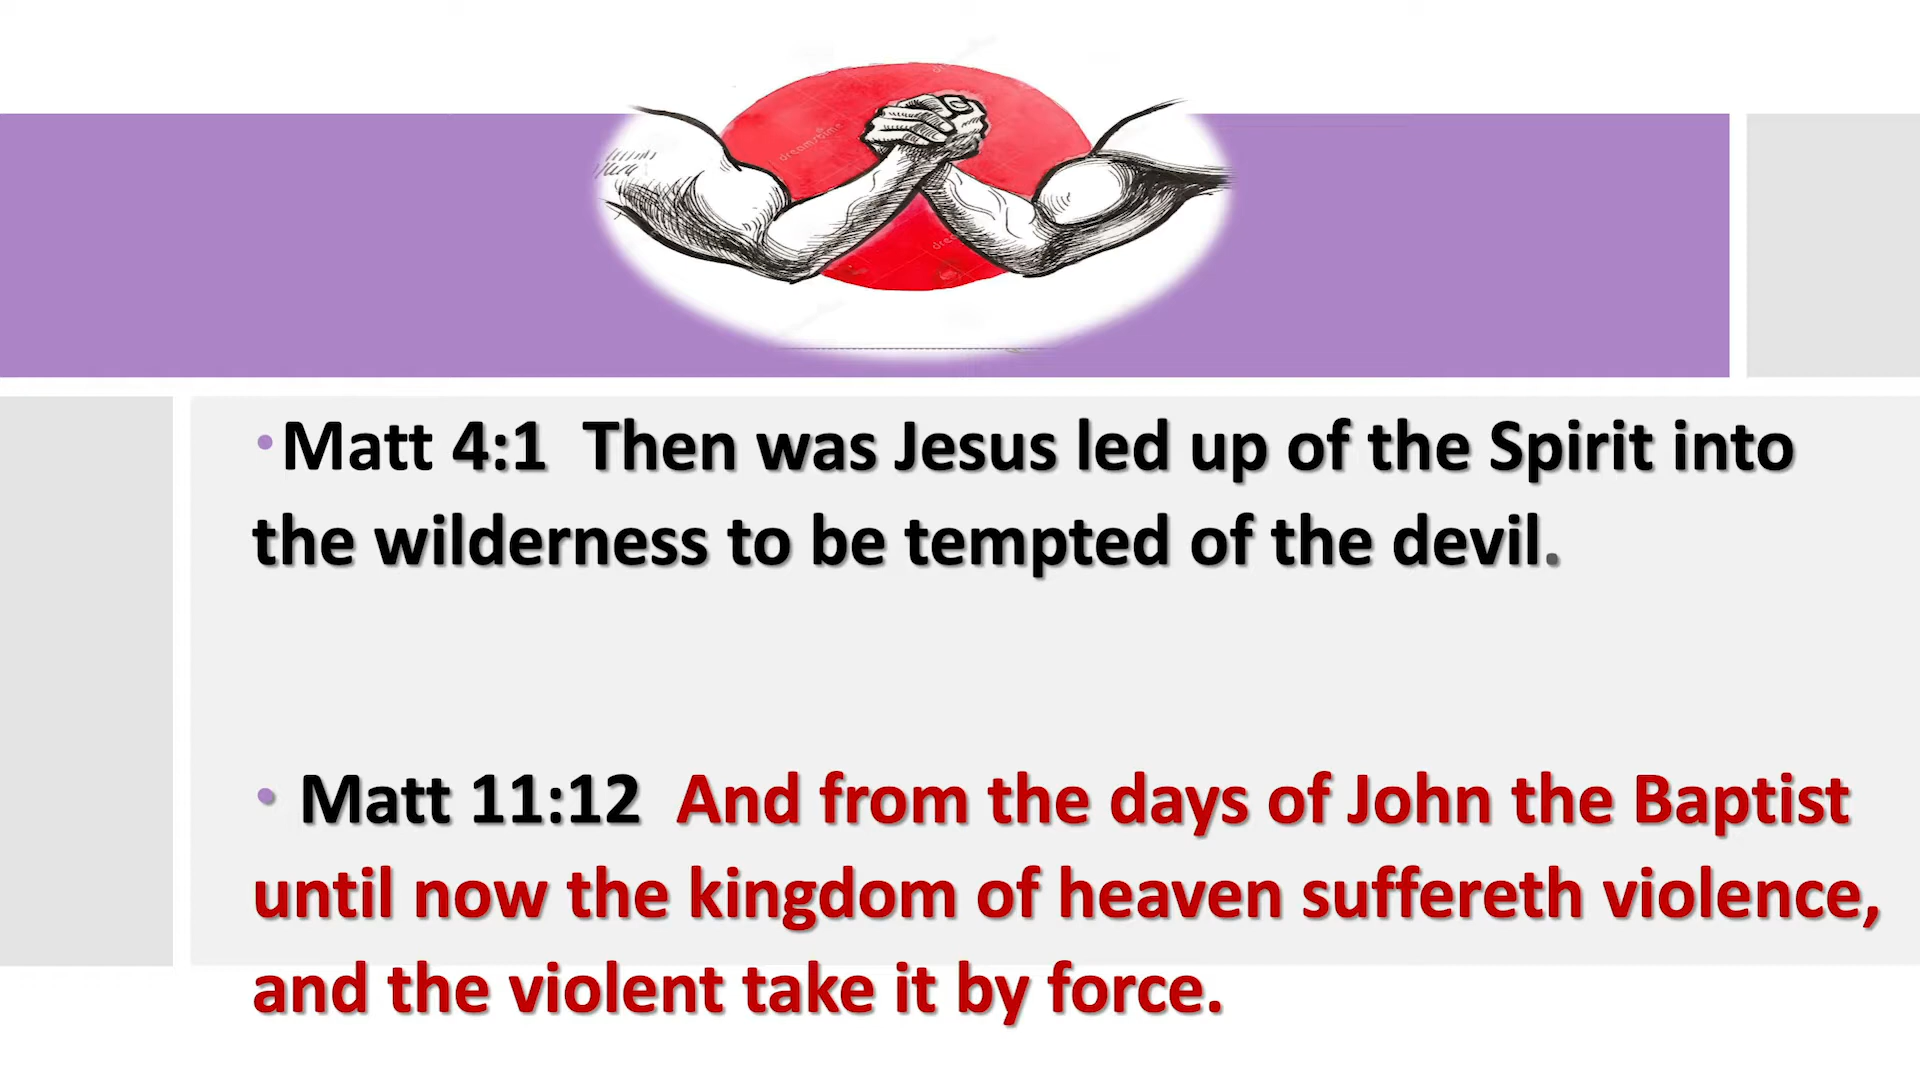 dreamstime
•Matt 4:1  Then was Jesus led up of the Spirit into
the wilderness to be tempted of the devil.
• Matt 11:12  And from the days of John the Baptist
until now the kingdom of heaven suffereth violence,
and the violent take it by force.